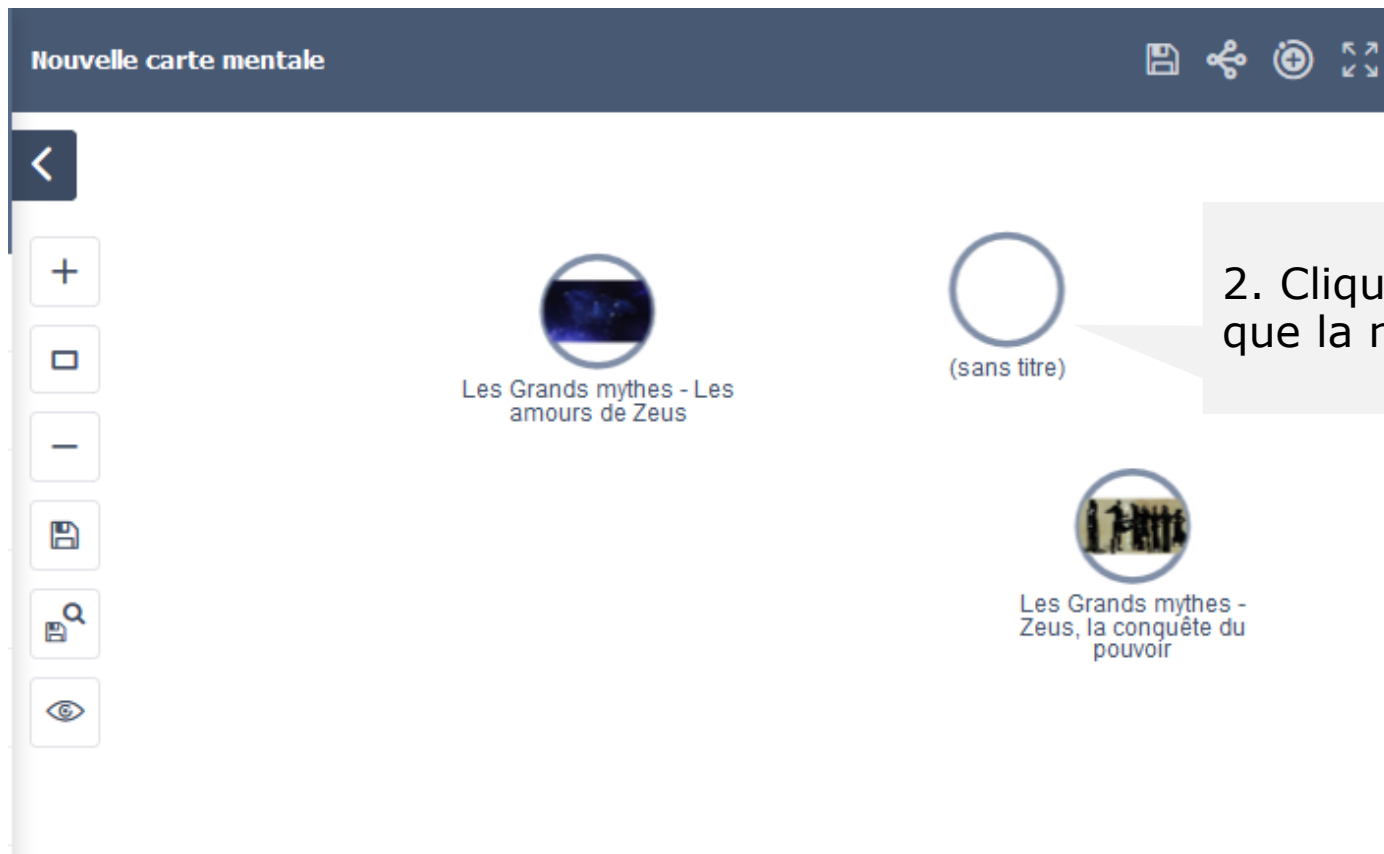 Nouvelle carte mentale
Les Grands mythes - Les
amours de Zeus
(sans titre)
2. Cliqu
que la
Les Grands mythes -
Zeus, la conquête du
pouvoir